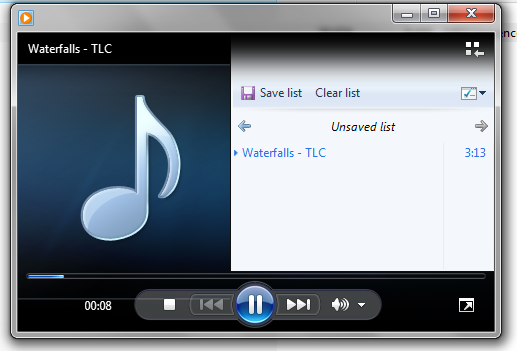 Waterfalls - TLC
Save list Clear list
Unsaved list
Waterfalls - TLC 3:13
00:08